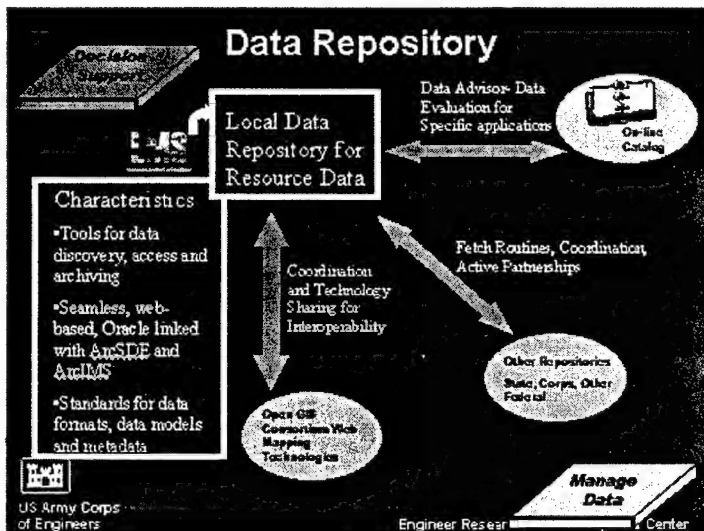 Data Repository
Decision
Support
Local Data
Repository for
Resource Data
Data Advisor- Data
Evaluation for
Specific applications
On-line
Catalog
Characteristics
•Tools for data
discovery, access and
archiving
•Seamless, web-
based, Oracle linked
with ArcSDE and
ArcIMS
•Standards for data
formats, data models
and metadata
Coordination
and Technology
Sharing for
Interoperability
Fetch Routines, Coordination,
Active Partnerships
Other Repositories
State, Corps, Other
Federal
Open GIS
Consortium Web
Mapping
Technologies
US Army Corps
of Engineers
Manage
Data
Engineer Resear
Center